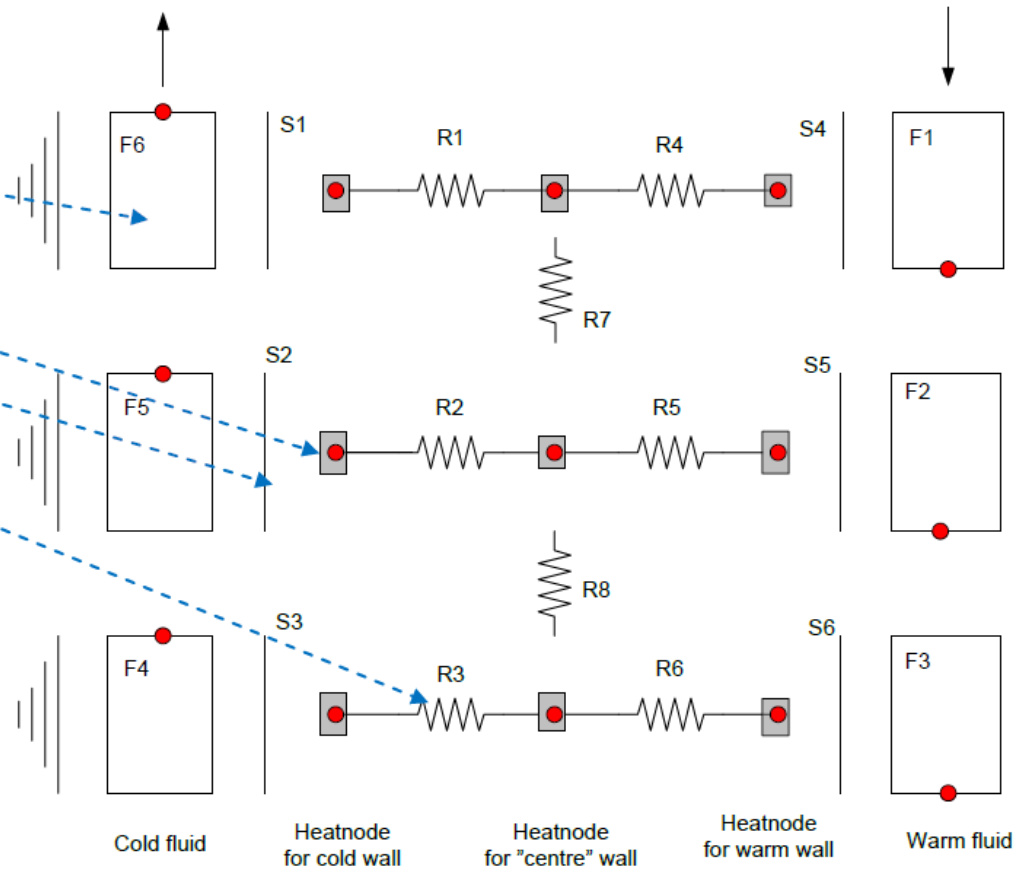 F6
S1
R1
R4
S4
F1
R7
S2
F5
R2
R5
S5
F2
R8
S3
F4
R3
R6
S6
F3
Cold fluid
Heatnode
for cold wall
Heatnode
for "centre" wall
Heatnode
for warm wall
Warm fluid